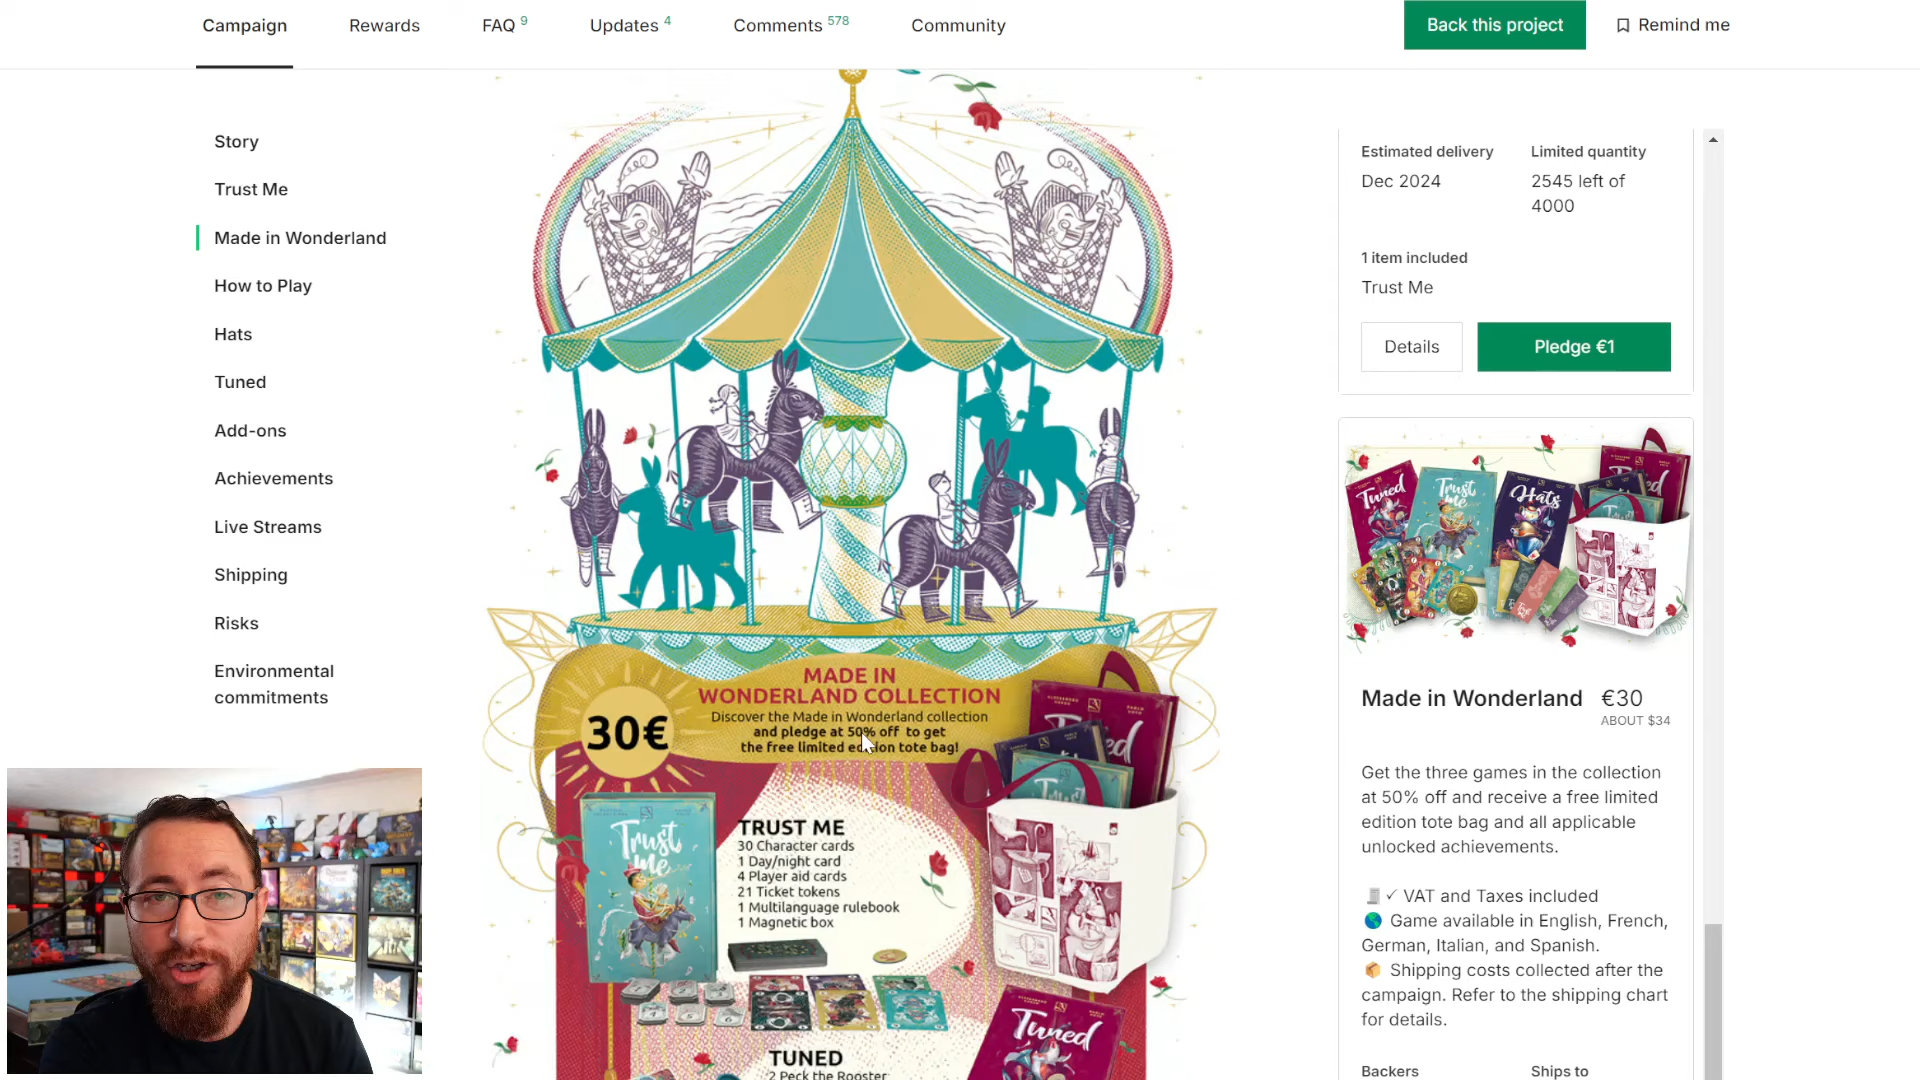 Campaign
Rewards
FAQ 9
Updates 4
Comments 578
Community
Back this project
Remind me
Story
Trust Me
Made in Wonderland
How to Play
Hats
Tuned
Add-ons
Achievements
Live Streams
Shipping
Risks
Environmental
commitments
30€
MADE IN
WONDERLAND COLLECTION
Discover the Made in Wonderland collection
and pledge at 50% off to get
the free limited edition tote bag!
Trust
me
TRUST ME
30 Character cards
1 Day/night card
4 Player aid cards
21 Ticket tokens
1 Multilanguage rulebook
1 Magnetic box
Tuned
TUNED
2 Peck the Rooster
Estimated delivery
Dec 2024
Limited quantity
2545 left of
4000
1 item included
Trust Me
Details
Pledge €1
Tuned
Trust
me
Hats
Made in Wonderland
€30
ABOUT $34
Get the three games in the collection
at 50% off and receive a free limited
edition tote bag and all applicable
unlocked achievements.
✓ VAT and Taxes included
Game available in English, French,
German, Italian, and Spanish.
Shipping costs collected after the
campaign. Refer to the shipping chart
for details.
Backers
Ships to